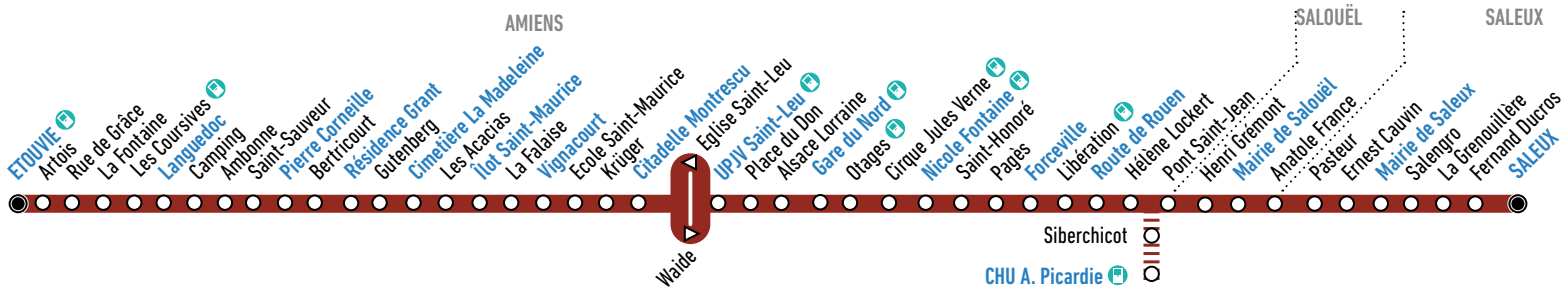 AMIENS
SALOUËL
SALEUX
ETOUVIE
Artois
Rue de Grâce
La Fontaine
Les Coursives
Languedoc
Camping
Ambonne
Saint-Sauveur
Pierre Corneille
Bertricourt
Résidence Grant
Gutenberg
Cimetière La Madeleine
Les Acacias
Îlot Saint-Maurice
La Falaise
Vignacourt
Ecole Saint-Maurice
Krüger
Citadelle Montrescu
Eglise Saint-Leu
Waide
UPJV Saint-Leu
Place du Don
Alsace Lorraine
Gare du Nord
Otages
Cirque Jules Verne
Nicole Fontaine
Saint-Honoré
Pagès
Forceville
Libération
Route de Rouen
Hélène Lockert
Pont Saint-Jean
Henri Gremont
Mairie de Salouël
Anatole France
Pasteur
Ernest Cauvin
Mairie de Saleux
Salengro
La Grenouillère
Fernand Ducros
SALEUX
Siberchicot
CHU A. Picardie